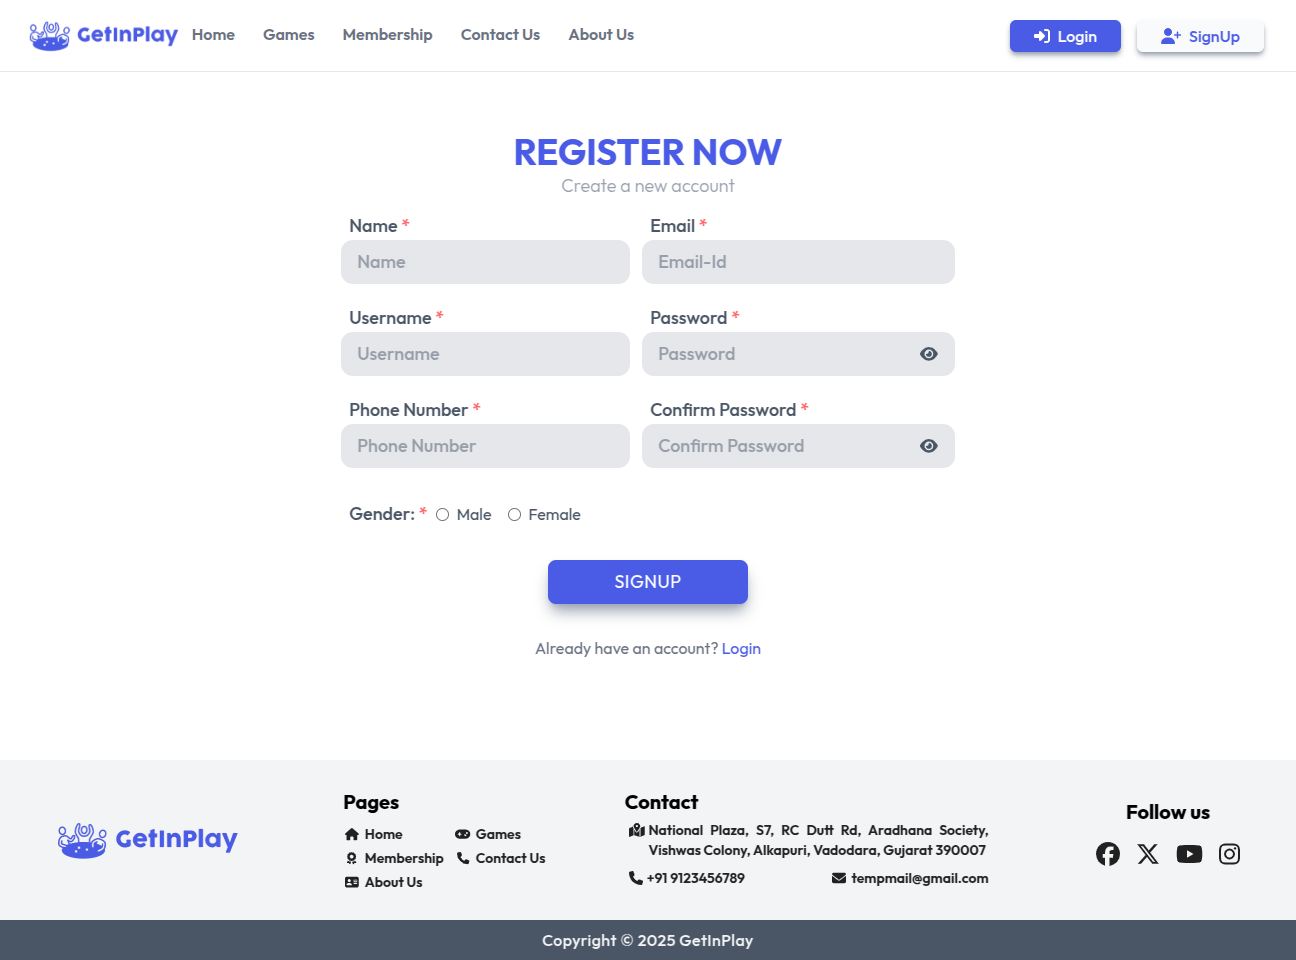 GetInPlay Home Games Membership Contact Us About Us Login SignUp
REGISTER NOW
Create a new account
Name * Email *
Name Email-Id
Username * Password *
Username Password
Phone Number * Confirm Password *
Phone Number Confirm Password
Gender: * Male Female
SIGNUP
Already have an account? Login
GetInPlay
Pages
Home Games
Membership Contact Us
About Us
Contact
National Plaza, S7, RC Dutt Rd, Aradhana Society,
Vishwas Colony, Alkapuri, Vadodara, Gujarat 390007
+91 9123456789 tempmail@gmail.com
Follow us
Copyright © 2025 GetInPlay